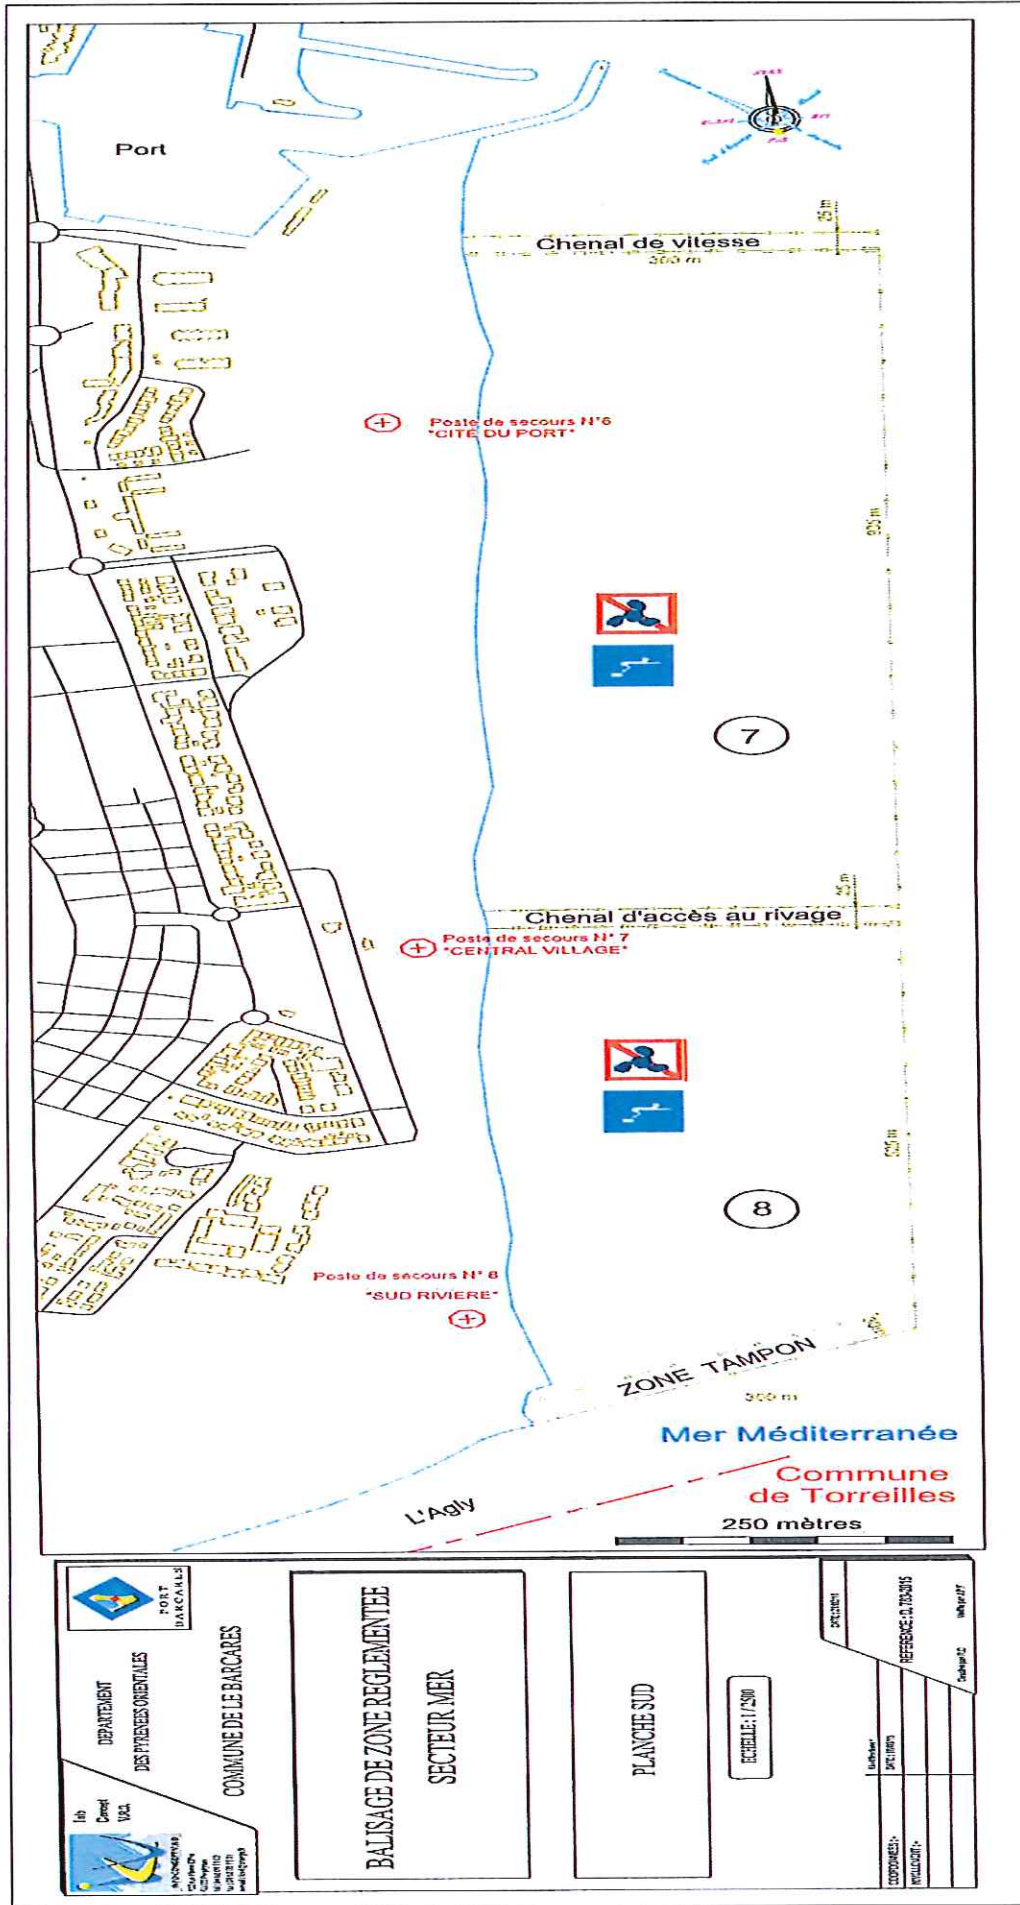 Port
Chenal de vitesse
25 m
300 m
Poste de secours N°6
"CITÉ DU PORT"
7
Chenal d'accès au rivage
25 m
Poste de secours N° 7
"CENTRAL VILLAGE"
525 m
8
Poste de secours N° 8
"SUD RIVIERE"
ZONE TAMPON
300 m
Mer Méditerranée
Commune
de Torreilles
L'Agly
250 mètres
PORT
BARCARES
DEPARTEMENT
DES PYRENEES ORIENTALES
COMMUNE DE LE BARCARES
BALISAGE DE ZONE REGLEMENTEE
SECTEUR MER
PLANCHE SUD
ECHELLE : 1 / 2500